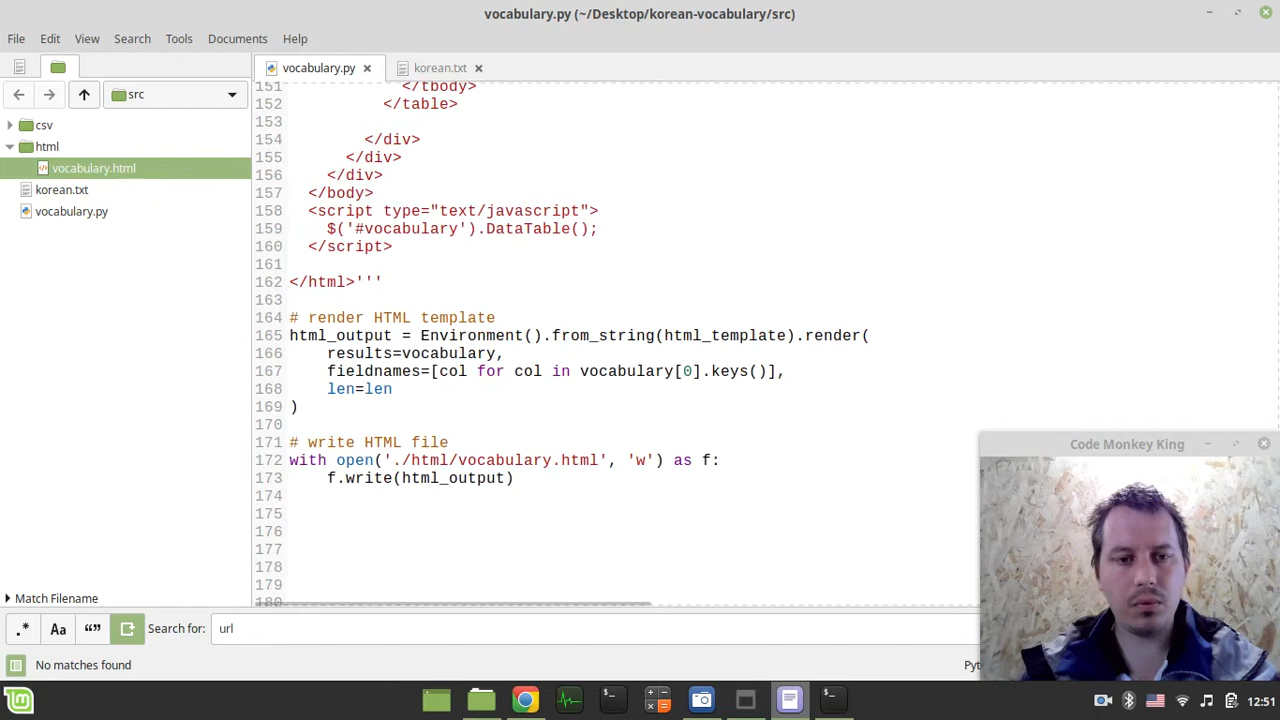 vocabulary.py (~/Desktop/korean-vocabulary/src)
File Edit View Search Tools Documents Help
vocabulary.py
korean.txt
src
csv
html
vocabulary.html
korean.txt
vocabulary.py
151 </tbody>
152 </table>
153
154 </div>
155 </div>
156 </div>
157 </body>
158 <script type="text/javascript">
159 $('#vocabulary').DataTable();
160 </script>
161
162 </html>'''
163
164 # render HTML template
165 html_output = Environment().from_string(html_template).render(
166 results=vocabulary,
167 fieldnames=[col for col in vocabulary[0].keys()],
168 len=len
169 )
170
171 # write HTML file
172 with open('./html/vocabulary.html', 'w') as f:
173 f.write(html_output)
174
175
176
177
178
179
180
Match Filename
Code Monkey King
.* Aa “” Search for: url
No matches found
Pyt
12:51